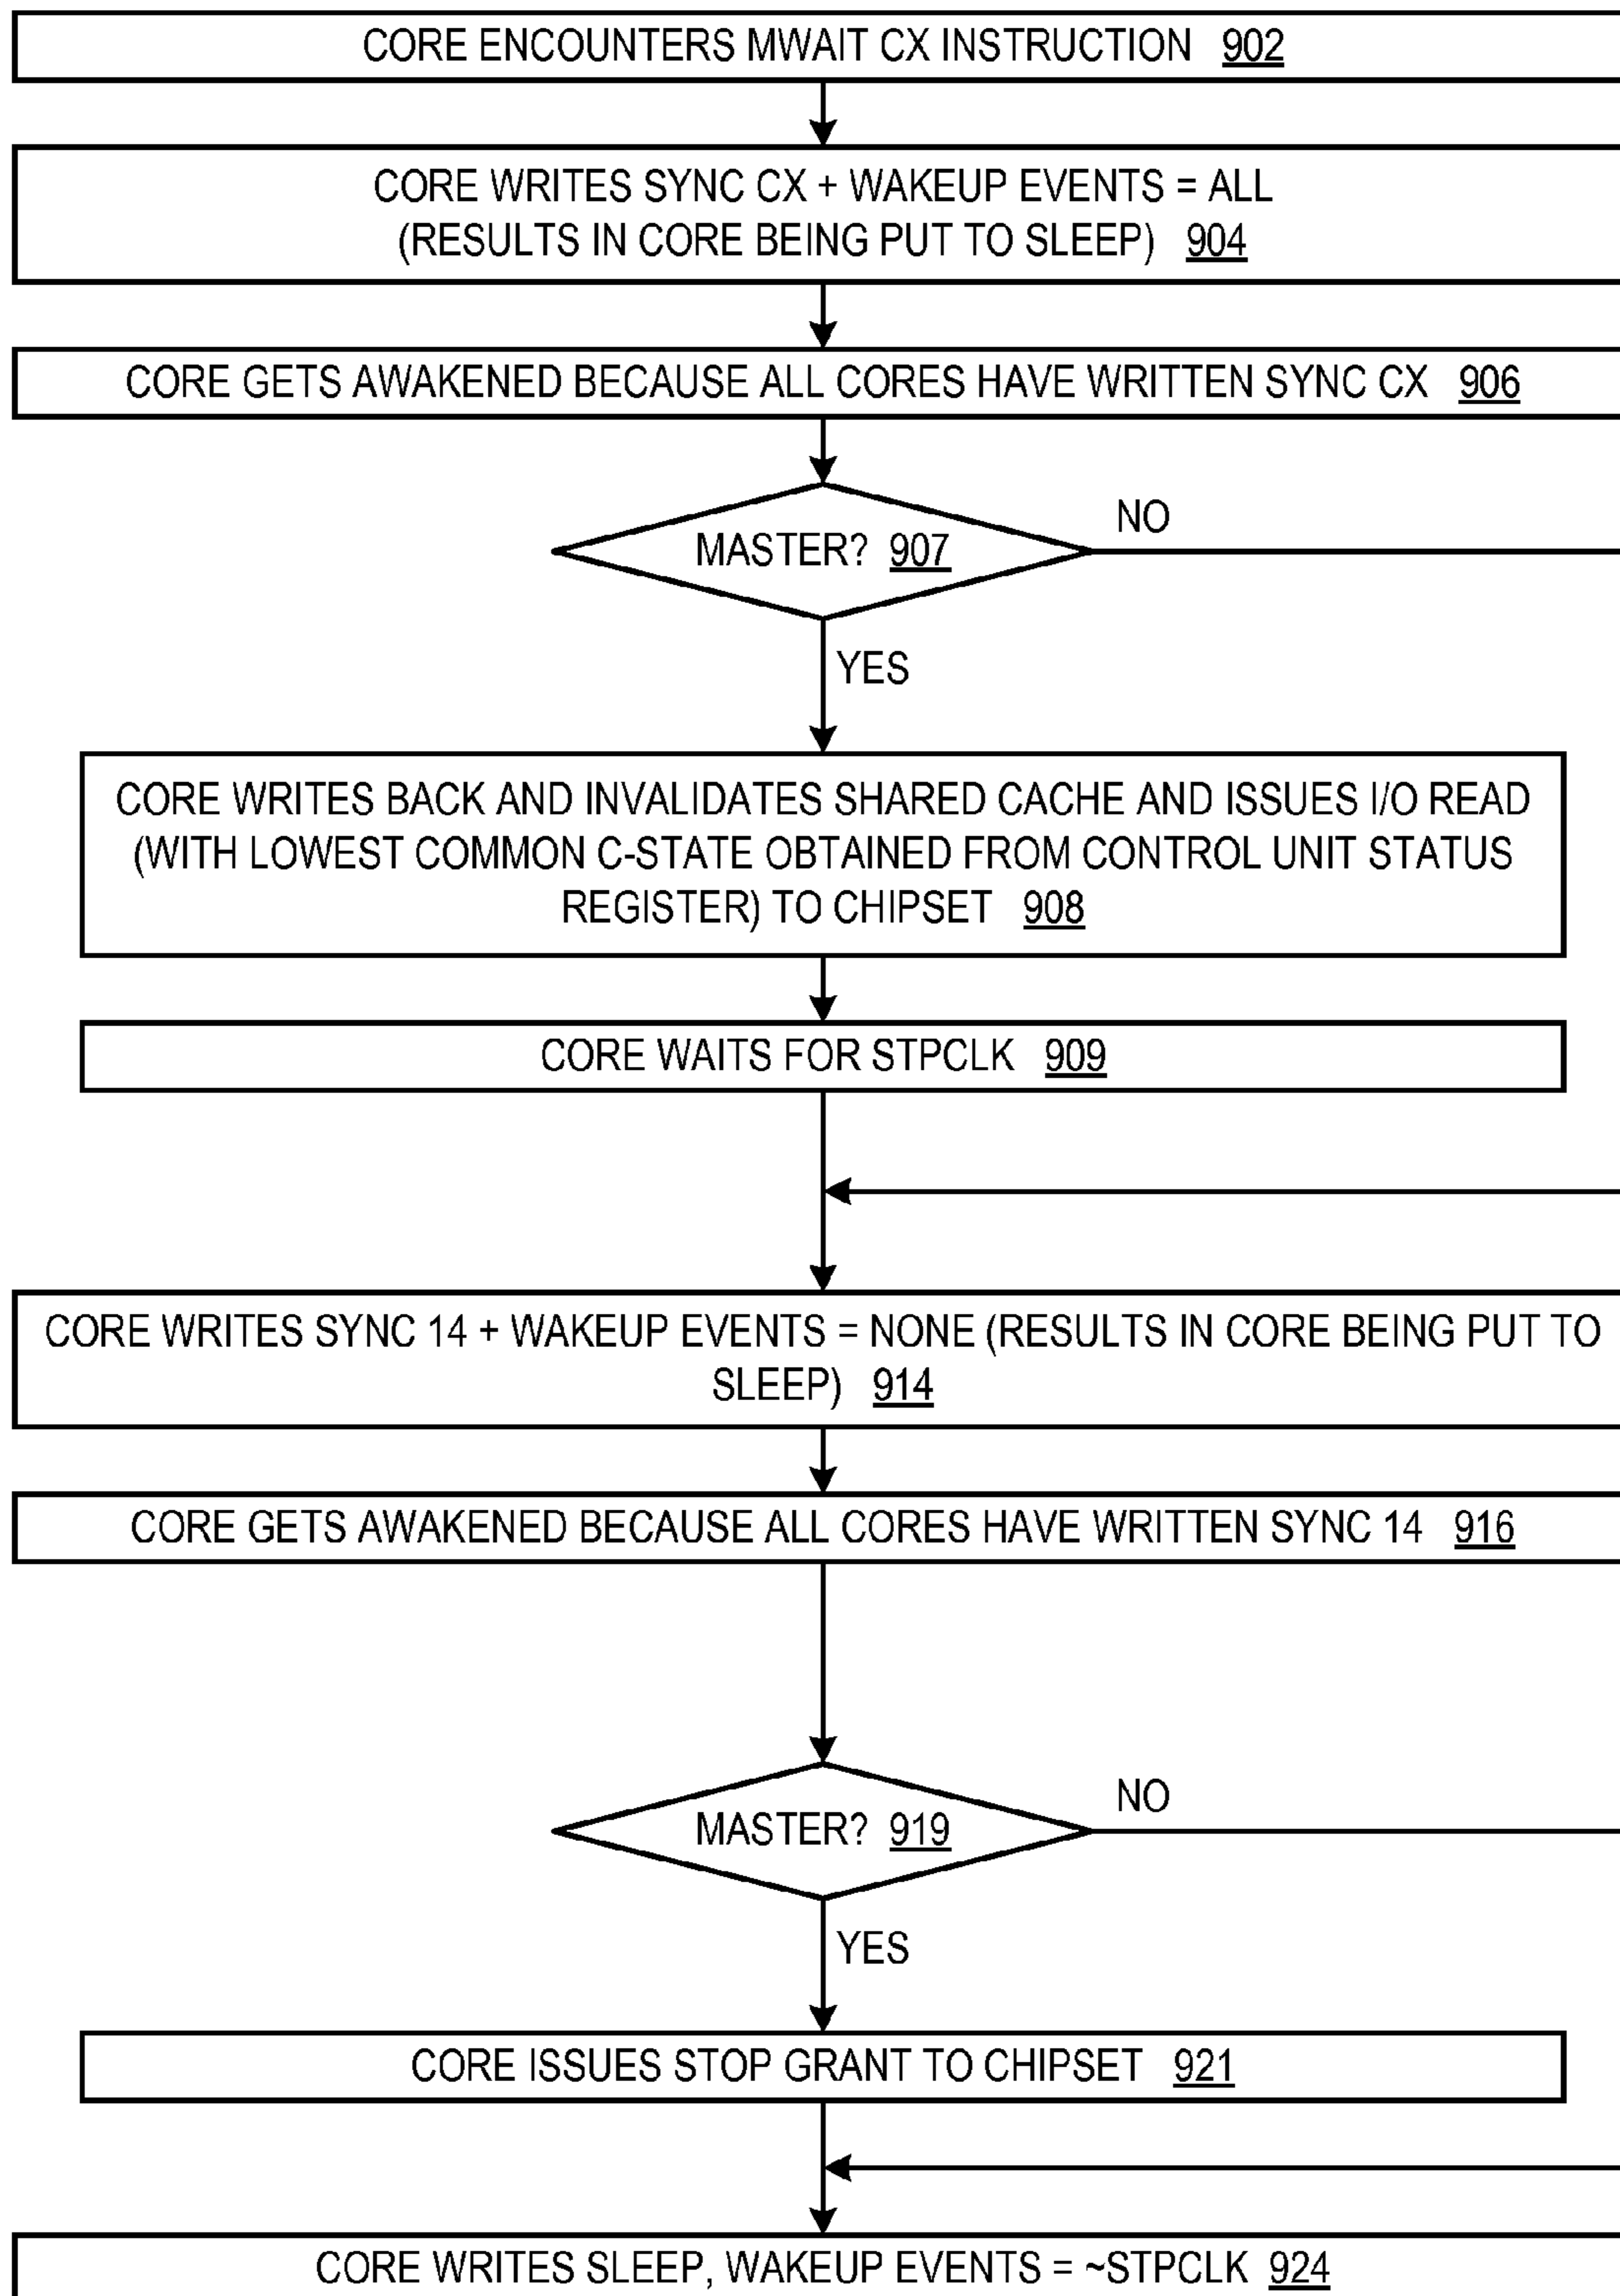 CORE ENCOUNTERS MWAIT CX INSTRUCTION 902
CORE WRITES SYNC CX + WAKEUP EVENTS = ALL
(RESULTS IN CORE BEING PUT TO SLEEP) 904
CORE GETS AWAKENED BECAUSE ALL CORES HAVE WRITTEN SYNC CX 906
NO
MASTER? 907
YES
CORE WRITES BACK AND INVALIDATES SHARED CACHE AND ISSUES I/O READ
(WITH LOWEST COMMON C-STATE OBTAINED FROM CONTROL UNIT STATUS
REGISTER) TO CHIPSET 908
CORE WAITS FOR STPCLK 909
CORE WRITES SYNC 14 + WAKEUP EVENTS = NONE (RESULTS IN CORE BEING PUT TO
SLEEP) 914
CORE GETS AWAKENED BECAUSE ALL CORES HAVE WRITTEN SYNC 14 916
NO
MASTER? 919
YES
CORE ISSUES STOP GRANT TO CHIPSET 921
CORE WRITES SLEEP, WAKEUP EVENTS = ~STPCLK 924